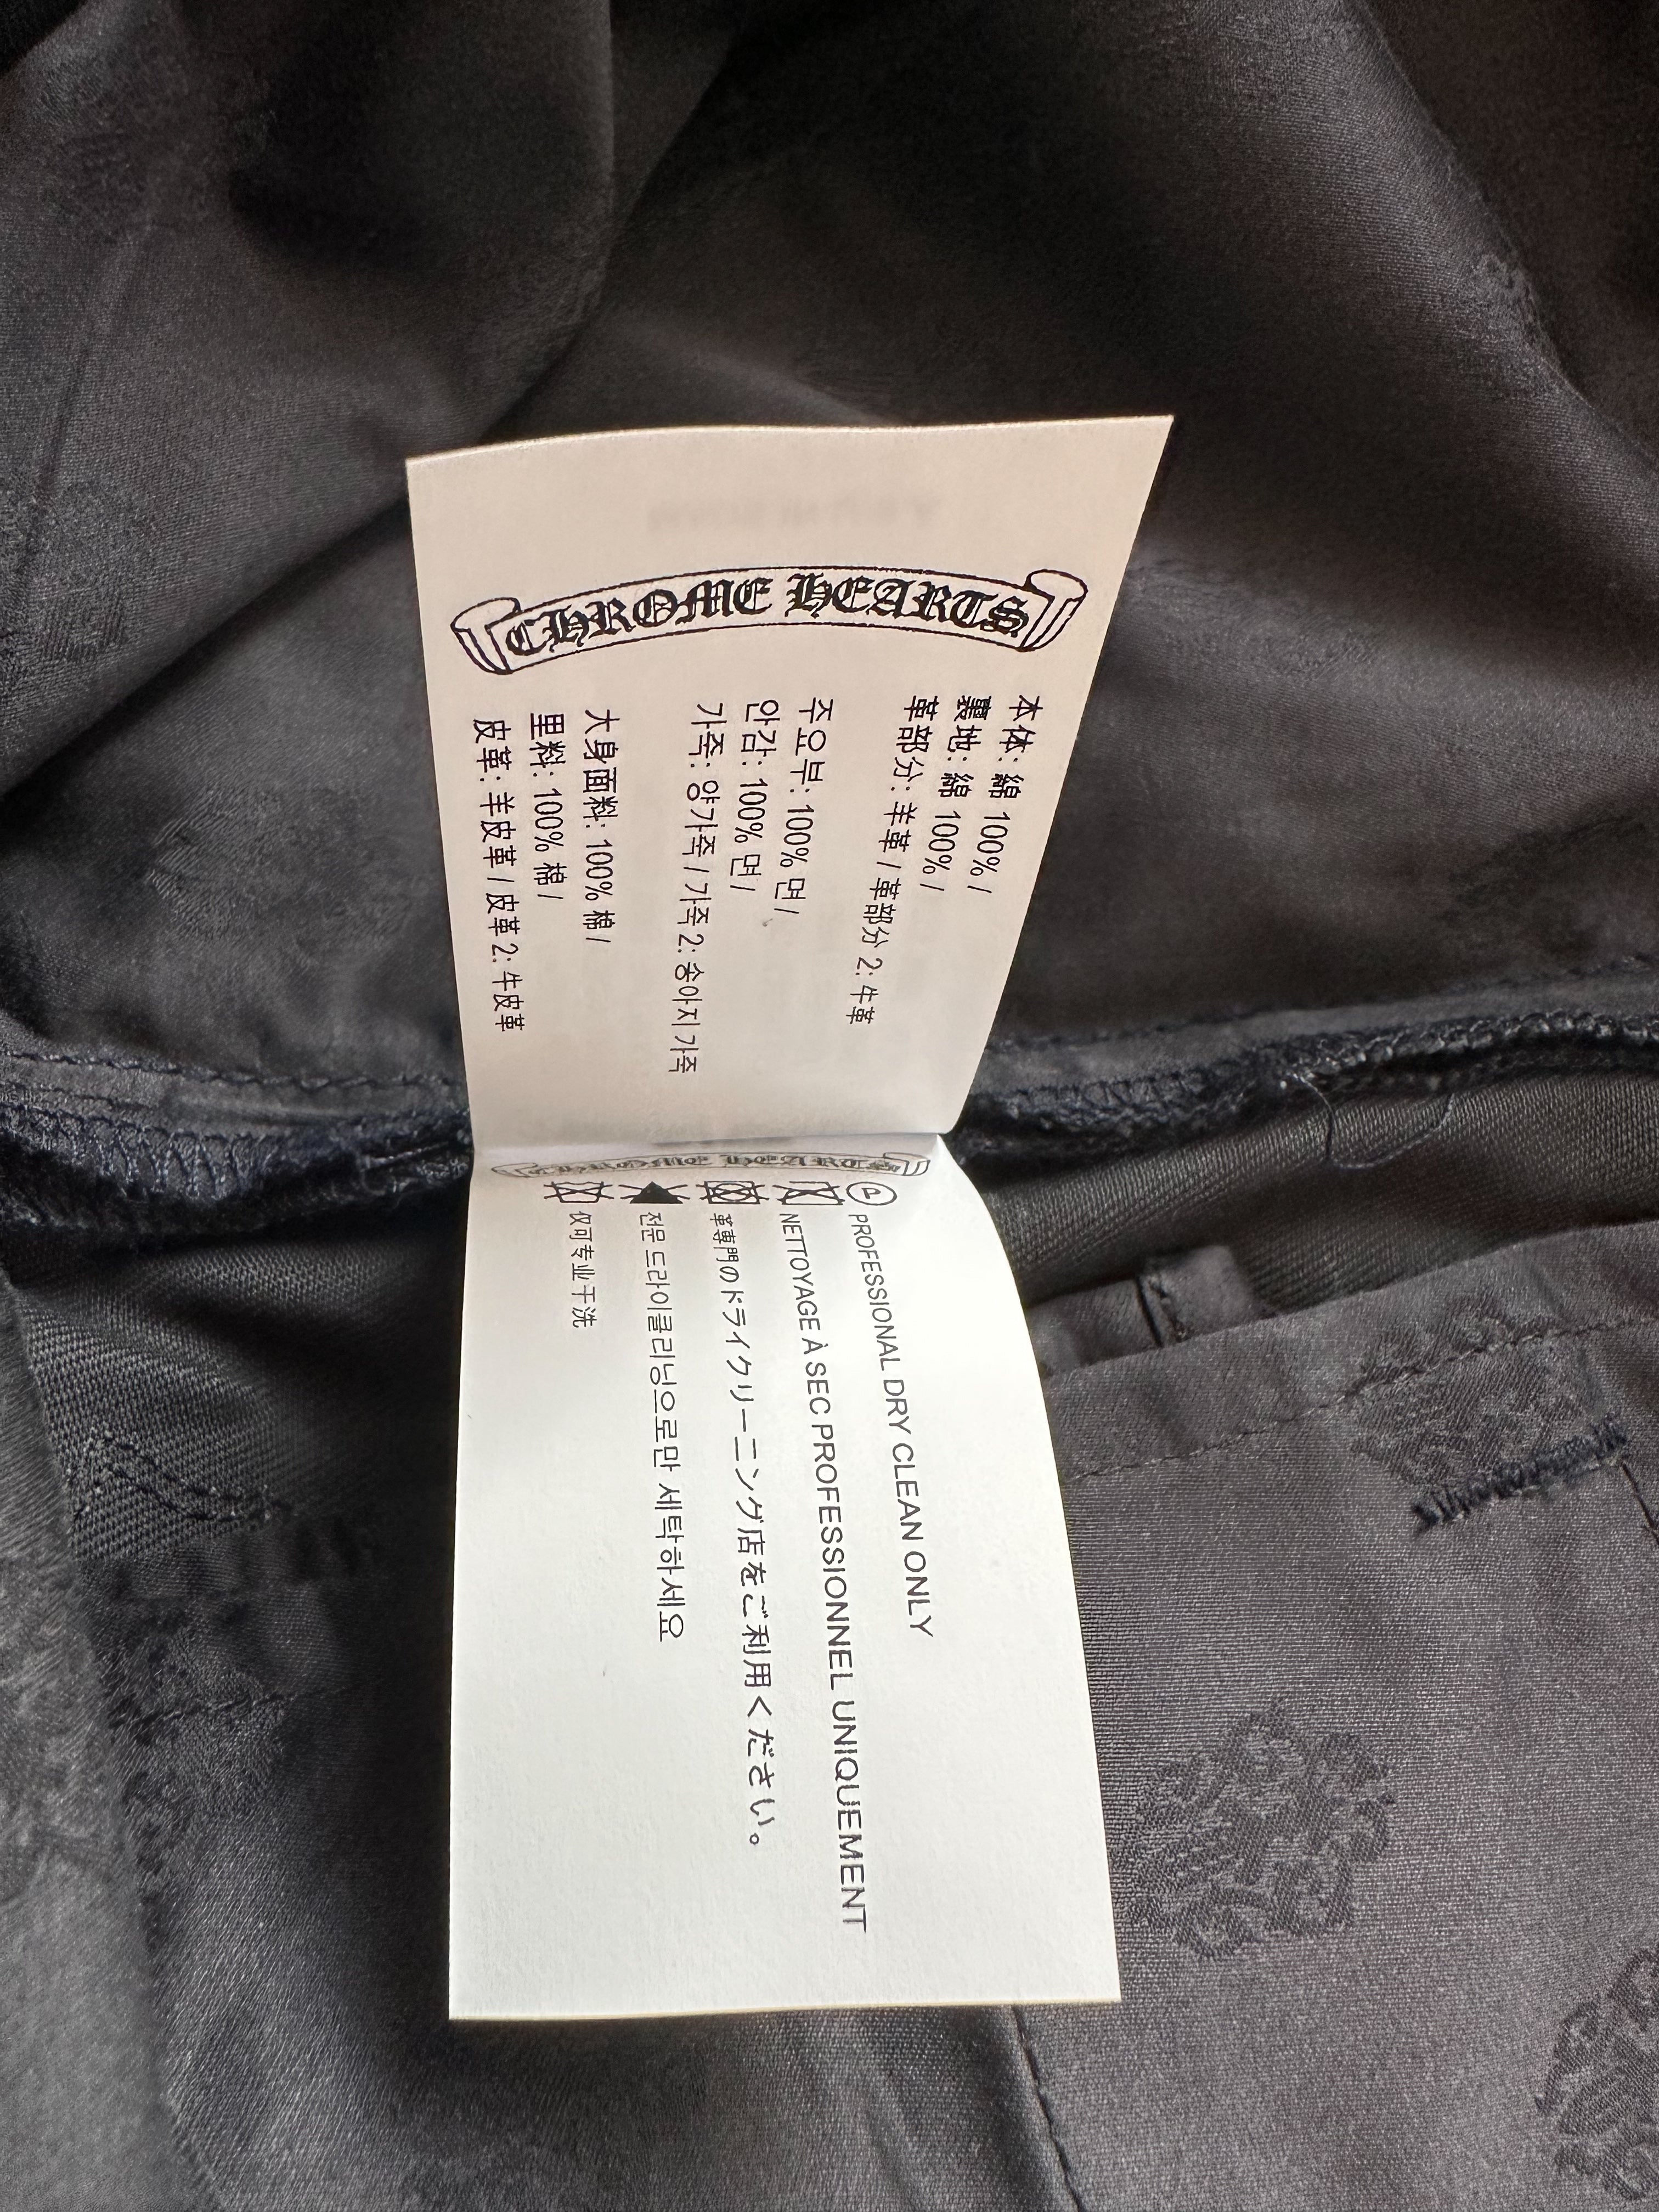 CHROME HEARTS
本体: 綿 100% /
裏地: 綿 100% /
革部分: 羊革 / 革部分 2: 牛革
주요부: 100% 면 /
안감: 100% 면 /
가죽: 양가죽 / 가죽 2: 송아지 가죽
大身面料: 100% 棉 /
里料: 100% 棉 /
皮革: 羊皮革 / 皮革 2: 牛皮革
P
PROFESSIONAL DRY CLEAN ONLY
NETTOYAGE À SEC PROFESSIONNEL UNIQUEMENT
革専門のドライクリーニング店をご利用ください。
전문 드라이클리닝으로만 세탁하세요
仅可专业干洗